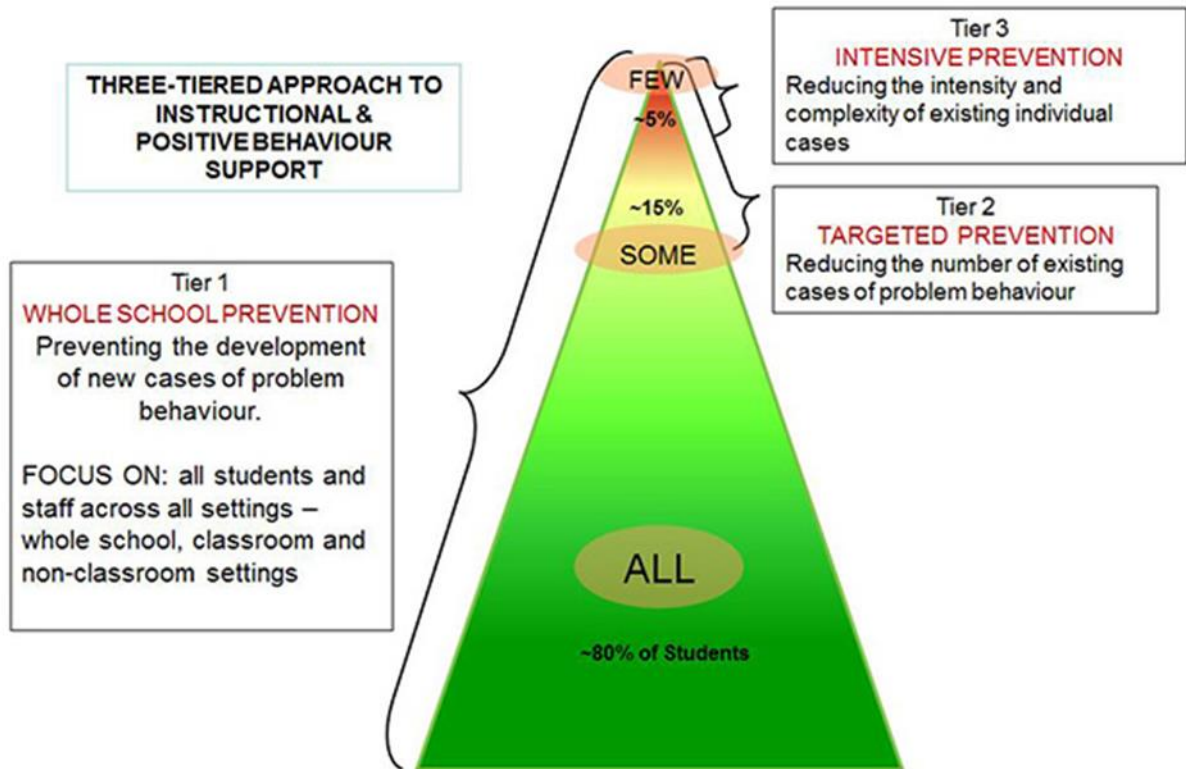 THREE-TIERED APPROACH TO
INSTRUCTIONAL &
POSITIVE BEHAVIOUR
SUPPORT
Tier 1
WHOLE SCHOOL PREVENTION
Preventing the development
of new cases of problem
behaviour.
FOCUS ON: all students and
staff across all settings –
whole school, classroom and
non-classroom settings
FEW
~5%
~15%
SOME
ALL
~80% of Students
Tier 3
INTENSIVE PREVENTION
Reducing the intensity and
complexity of existing individual
cases
Tier 2
TARGETED PREVENTION
Reducing the number of existing
cases of problem behaviour